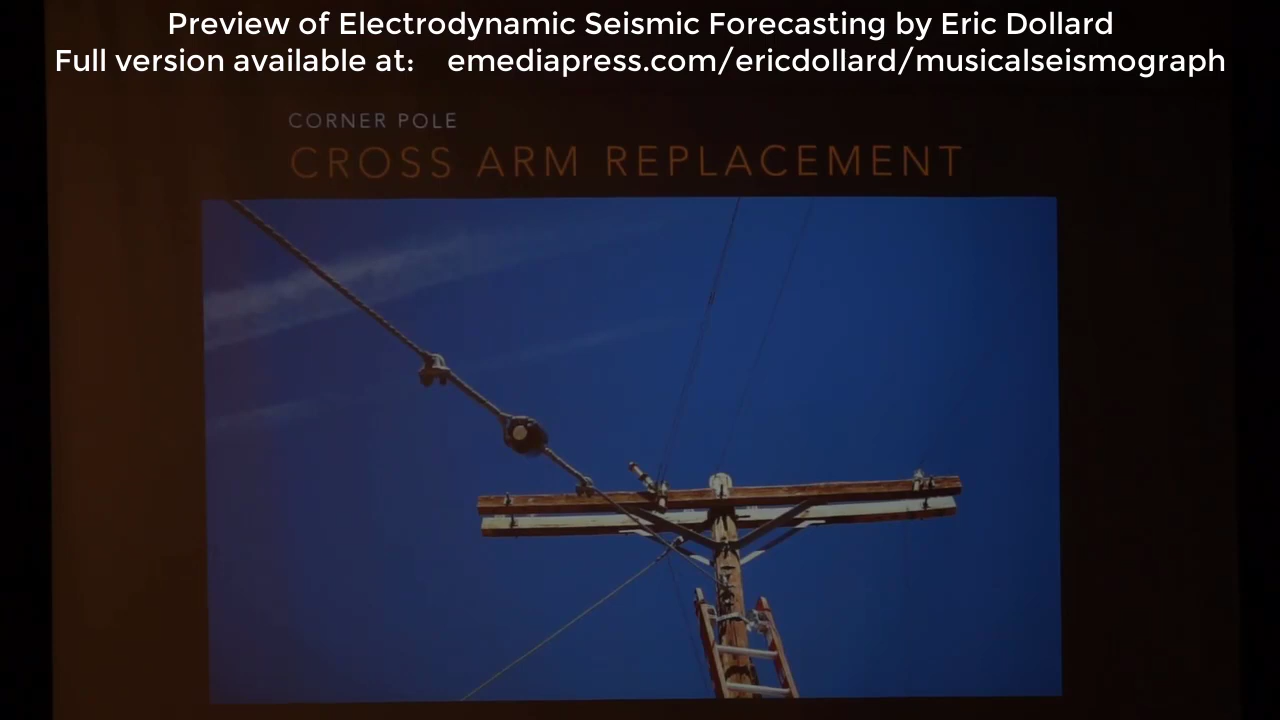 Preview of Electrodynamic Seismic Forecasting by Eric Dollard
Full version available at: emediapress.com/ericdollard/musicalseismograph
CORNER POLE
CROSS ARM REPLACEMENT